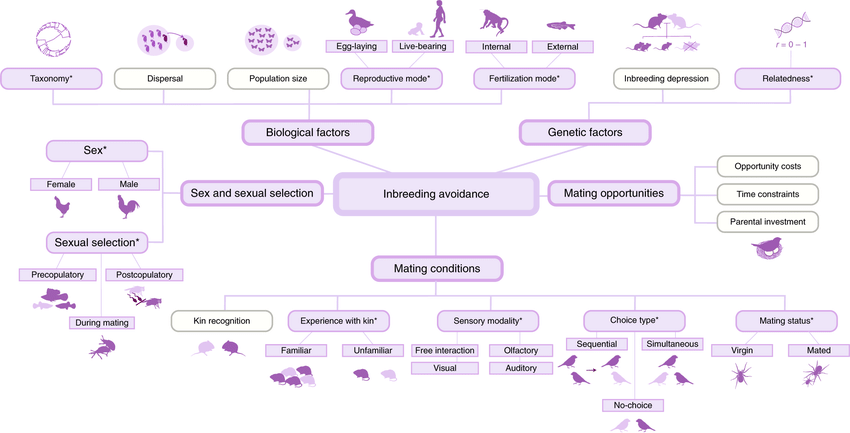 Egg-laying
Live-bearing
Internal
External
r = 0 – 1
Taxonomy*
Dispersal
Population size
Reproductive mode*
Fertilization mode*
Inbreeding depression
Relatedness*
Biological factors
Genetic factors
Sex*
Female
Male
Sex and sexual selection
Inbreeding avoidance
Mating opportunities
Opportunity costs
Time constraints
Parental investment
Sexual selection*
Precopulatory
Postcopulatory
During mating
Mating conditions
Kin recognition
Experience with kin*
Sensory modality*
Choice type*
Mating status*
Familiar
Unfamiliar
Free interaction
Olfactory
Visual
Auditory
Sequential
Simultaneous
No-choice
Virgin
Mated